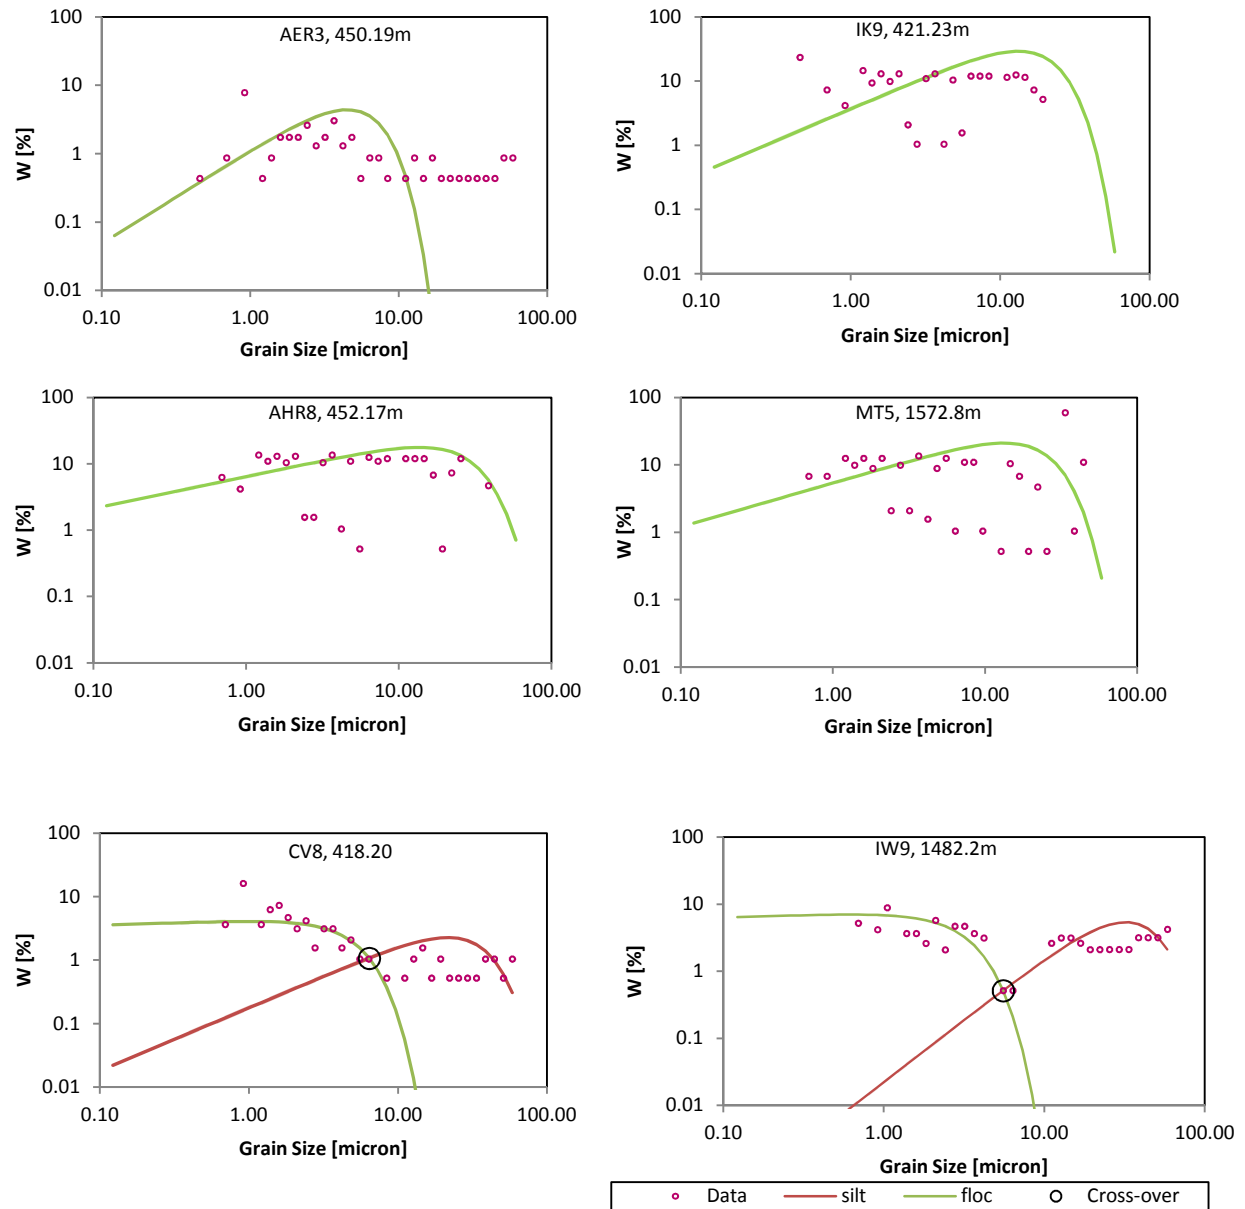 AER3, 450.19m
W [%]
100
10
1
0.1
0.01
0.10 1.00 10.00 100.00
Grain Size [micron]
IK9, 421.23m
W [%]
100
10
1
0.1
0.01
0.10 1.00 10.00 100.00
Grain Size [micron]
AHR8, 452.17m
W [%]
100
10
1
0.1
0.01
0.10 1.00 10.00 100.00
Grain Size [micron]
MT5, 1572.8m
W [%]
100
10
1
0.1
0.01
0.10 1.00 10.00 100.00
Grain Size [micron]
CV8, 418.20
W [%]
100
10
1
0.1
0.01
0.10 1.00 10.00 100.00
Grain Size [micron]
IW9, 1482.2m
W [%]
100
10
1
0.1
0.01
0.10 1.00 10.00 100.00
Grain Size [micron]
Data silt floc Cross-over